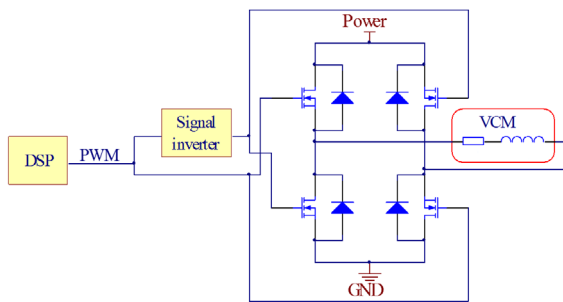 Power
Signal
inverter
VCM
DSP
PWM
GND